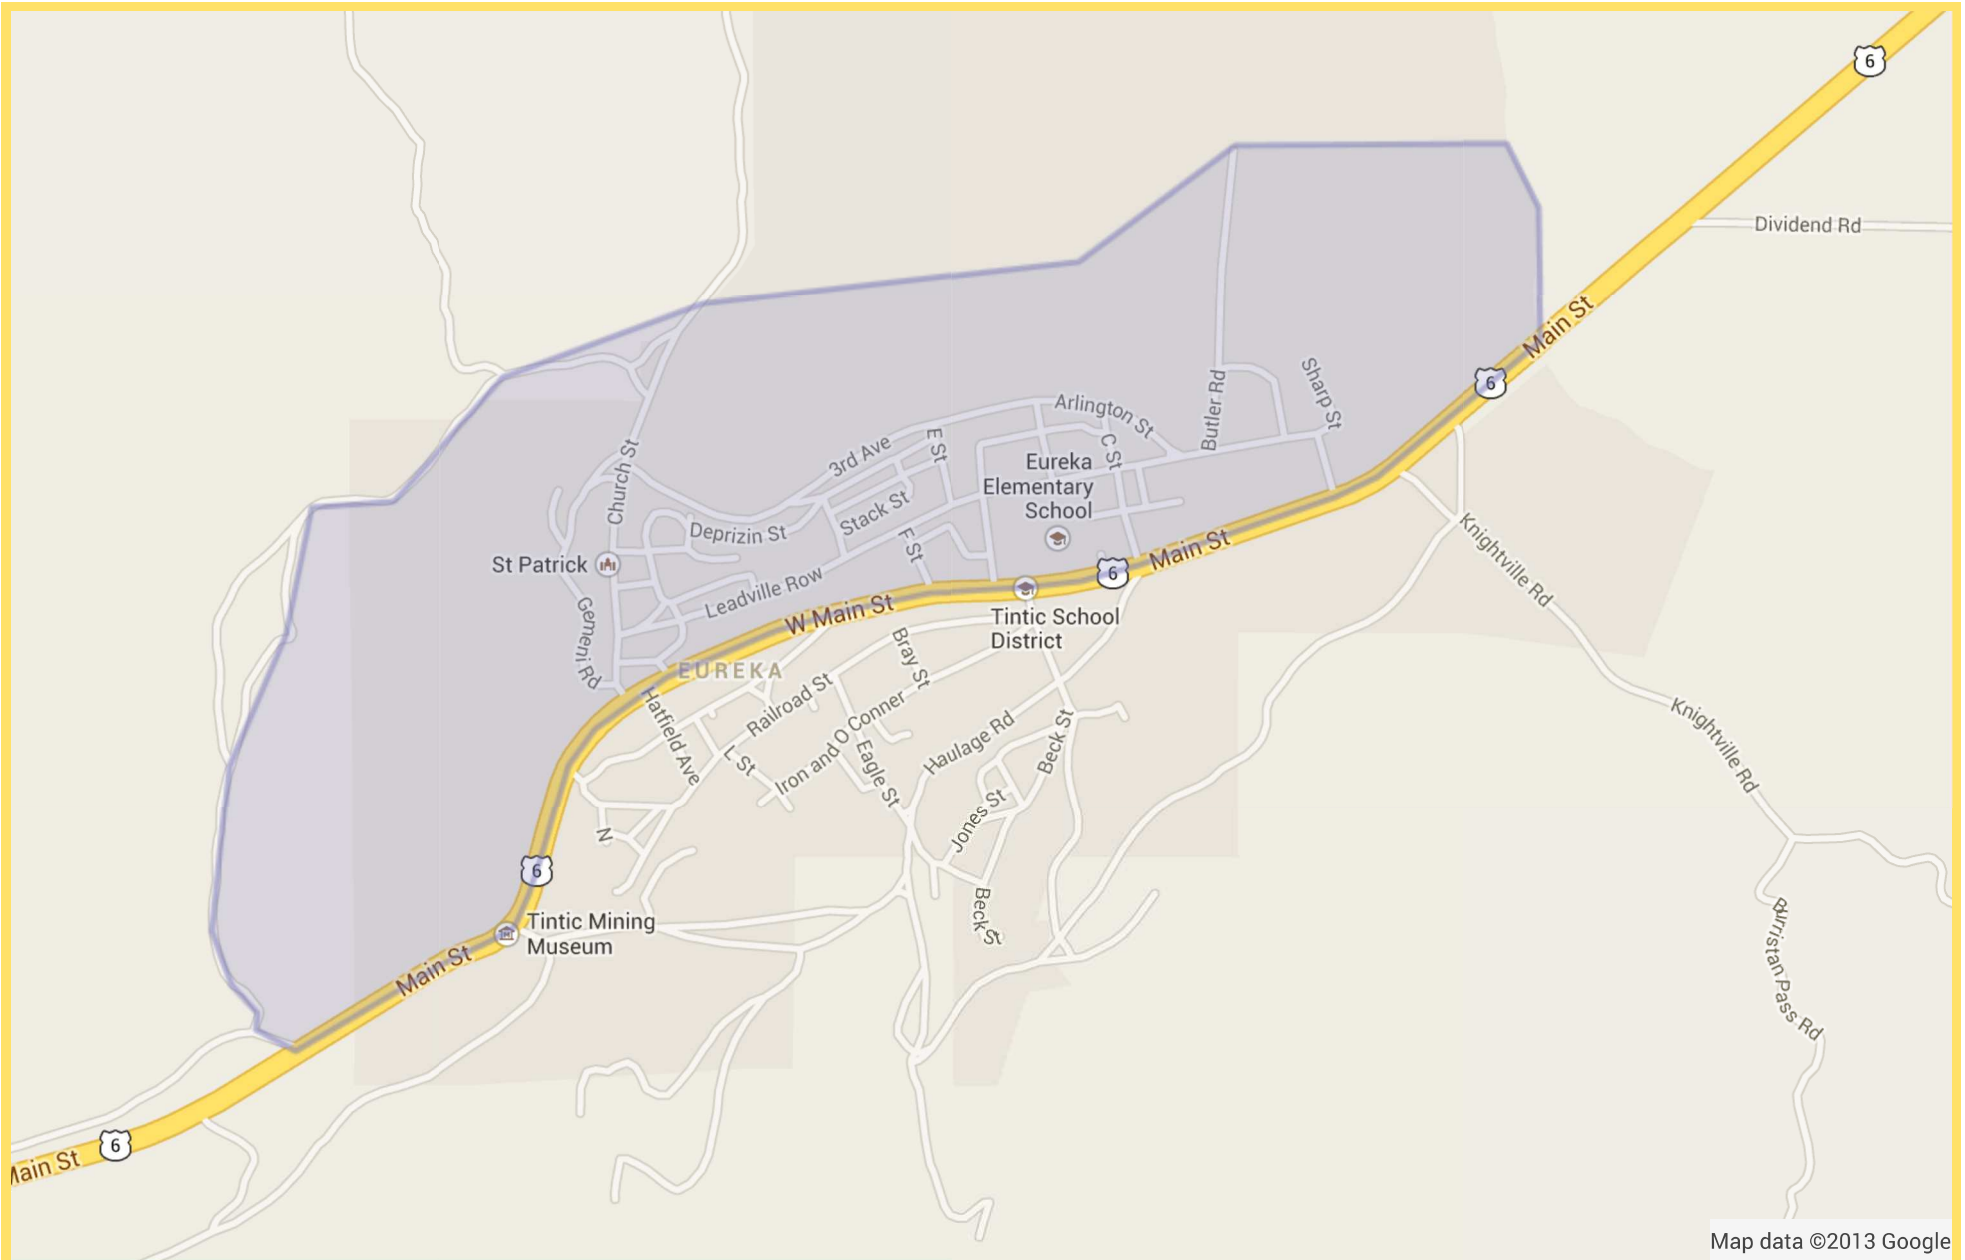 6
Dividend Rd
Main St
6
Sharp St
Butler Rd
Arlington St
C St
E St
3rd Ave
Church St
Eureka
Elementary
School
Stack St
Deprizin St
F St
Knightville Rd
Main St
6
St Patrick
Leadville Row
W Main St
Tintic School
District
Gemeni Rd
Bray St
EUREKA
Hatfield Ave
Railroad St
Iron and O Conner
L St
Eagle St
Haulage Rd
Beck St
Knightville Rd
Jones St
N
6
Beck St
Tintic Mining
Museum
Main St
Burristan Pass Rd
6
Main St
Map data ©2013 Google